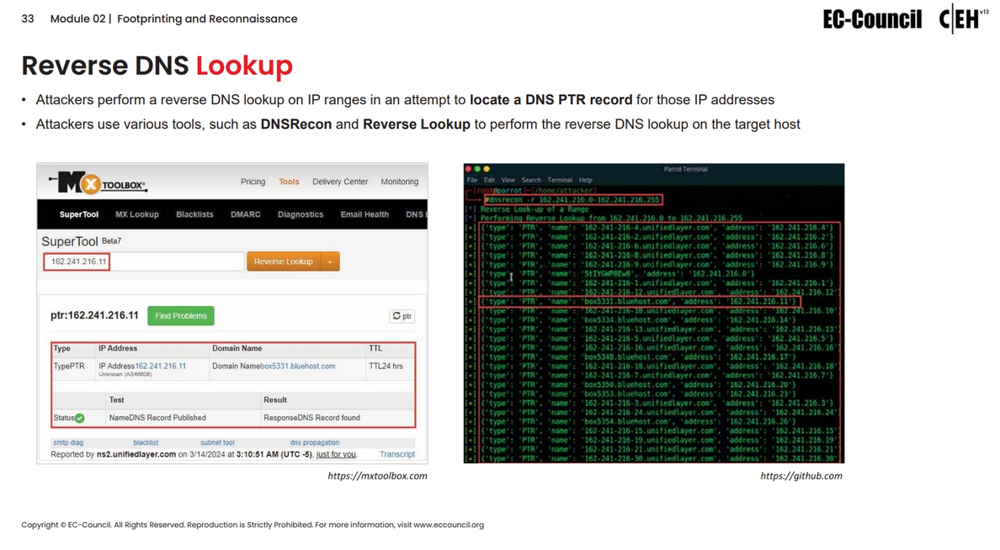 33 Module 02 | Footprinting and Reconnaissance
EC-Council C|EH v13
Reverse DNS Lookup
• Attackers perform a reverse DNS lookup on IP ranges in an attempt to locate a DNS PTR record for those IP addresses
• Attackers use various tools, such as DNSRecon and Reverse Lookup to perform the reverse DNS lookup on the target host
MX TOOLBOX®
Pricing Tools Delivery Center Monitoring
SuperTool MX Lookup Blacklists DMARC Diagnostics Email Health DNS
SuperTool Beta7
162.241.216.11 Reverse Lookup
ptr:162.241.216.11 Find Problems ptr
Type IP Address Domain Name TTL
TypePTR IP Address162.241.216.11 Domain Namebox5331.bluehost.com TTL24 hrs
Unknown (AS46606)
Test Result
Status NameDNS Record Published ResponseDNS Record found
smtp diag blacklist subnet tool dns propagation
Reported by ns2.unifiedlayer.com on 3/14/2024 at 3:10:51 AM (UTC -5), just for you. Transcript
https://mxtoolbox.com
Parrot Terminal
File Edit View Search Terminal Help
[root@parrot]-[/home/attacker]
#dnsrecon -r 162.241.216.0-162.241.216.255
[*] Reverse Look-up of a Range
[*] Performing Reverse Lookup from 162.241.216.0 to 162.241.216.255
[+] {'type': 'PTR', 'name': '162-241-216-4.unifiedlayer.com', 'address': '162.241.216.4'}
[+] {'type': 'PTR', 'name': '162-241-216-2.unifiedlayer.com', 'address': '162.241.216.2'}
[+] {'type': 'PTR', 'name': '162-241-216-6.unifiedlayer.com', 'address': '162.241.216.6'}
[+] {'type': 'PTR', 'name': '162-241-216-8.unifiedlayer.com', 'address': '162.241.216.8'}
[+] {'type': 'PTR', 'name': '162-241-216-9.unifiedlayer.com', 'address': '162.241.216.9'}
[+] {'type': 'PTR', 'name': 'address': '162.241.216.0'}
[+] {'type': 'PTR', 'name': '162-241-216-1.unifiedlayer.com', 'address': '162.241.216.1'}
[+] {'type': 'PTR', 'name': '162-241-216-12.unifiedlayer.com', 'address': '162.241.216.12'
[+] {'type': 'PTR', 'name': 'box5331.bluehost.com', 'address': '162.241.216.11'}
[+] {'type': 'PTR', 'name': '162-241-216-10.unifiedlayer.com', 'address': '162.241.216.10'
[+] {'type': 'PTR', 'name': 'box5334.bluehost.com', 'address': '162.241.216.14'}
[+] {'type': 'PTR', 'name': '162-241-216-13.unifiedlayer.com', 'address': '162.241.216.13'
[+] {'type': 'PTR', 'name': '162-241-216-5.unifiedlayer.com', 'address': '162.241.216.5'}
[+] {'type': 'PTR', 'name': '162-241-216-16.unifiedlayer.com', 'address': '162.241.216.16'
[+] {'type': 'PTR', 'name': 'box5348.bluehost.com', 'address': '162.241.216.17'}
[+] {'type': 'PTR', 'name': '162-241-216-18.unifiedlayer.com', 'address': '162.241.216.18'
[+] {'type': 'PTR', 'name': '162-241-216-7.unifiedlayer.com', 'address': '162.241.216.7'}
[+] {'type': 'PTR', 'name': 'box5350.bluehost.com', 'address': '162.241.216.20'}
[+] {'type': 'PTR', 'name': 'box5353.bluehost.com', 'address': '162.241.216.23'}
[+] {'type': 'PTR', 'name': '162-241-216-3.unifiedlayer.com', 'address': '162.241.216.3'}
[+] {'type': 'PTR', 'name': '162-241-216-24.unifiedlayer.com', 'address': '162.241.216.24'
[+] {'type': 'PTR', 'name': 'box5354.bluehost.com', 'address': '162.241.216.26'}
[+] {'type': 'PTR', 'name': '162-241-216-15.unifiedlayer.com', 'address': '162.241.216.15'
[+] {'type': 'PTR', 'name': '162-241-216-19.unifiedlayer.com', 'address': '162.241.216.19'
[+] {'type': 'PTR', 'name': '162-241-216-21.unifiedlayer.com', 'address': '162.241.216.21'
[+] {'type': 'PTR', 'name': '162-241-216-30.unifiedlayer.com', 'address': '162.241.216.30'
https://github.com
Copyright © EC-Council. All Rights Reserved. Reproduction is Strictly Prohibited. For more information, visit www.eccouncil.org